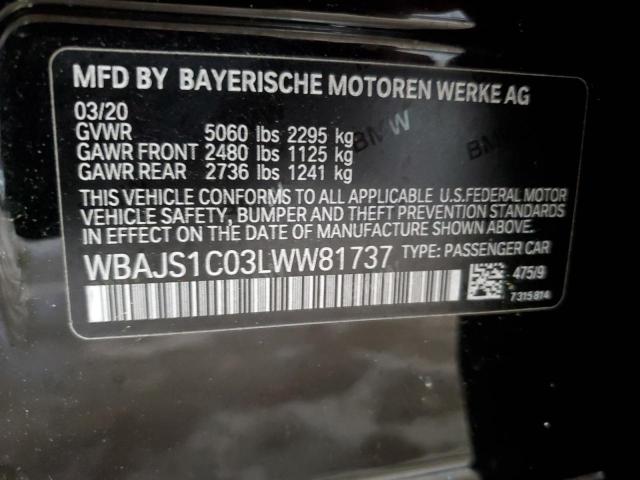 MFD BY BAYERISCHE MOTOREN WERKE AG
03/20
GVWR 5060 lbs 2295 kg
GAWR FRONT 2480 lbs 1125 kg
GAWR REAR 2736 lbs 1241 kg
BMW
BMW
THIS VEHICLE CONFORMS TO ALL APPLICABLE U.S.FEDERAL MOTOR
VEHICLE SAFETY, BUMPER AND THEFT PREVENTION STANDARDS
IN EFFECT ON THE DATE OF MANUFACTURE SHOWN ABOVE.
WBAJS1C03LWW81737 TYPE: PASSENGER CAR
475/9
7315814